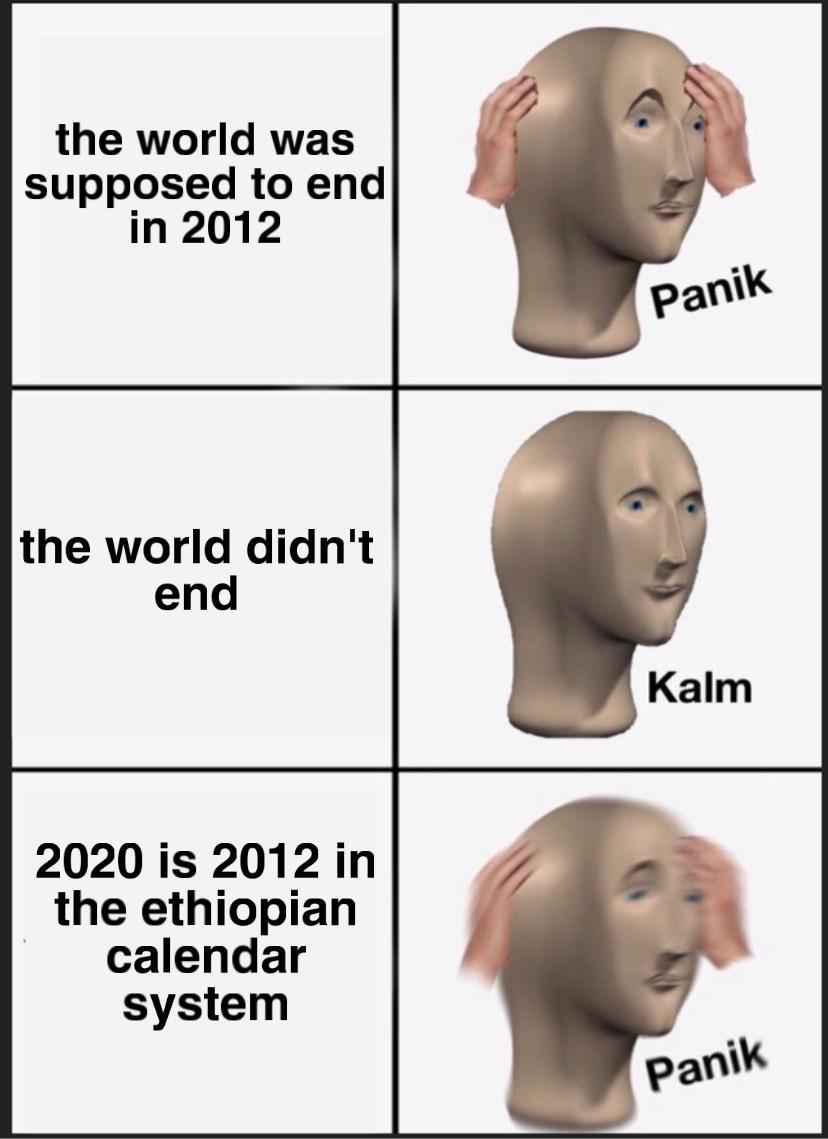 the world was
supposed to end
in 2012
Panik
the world didn't
end
Kalm
2020 is 2012 in
the ethiopian
calendar
system
Panik